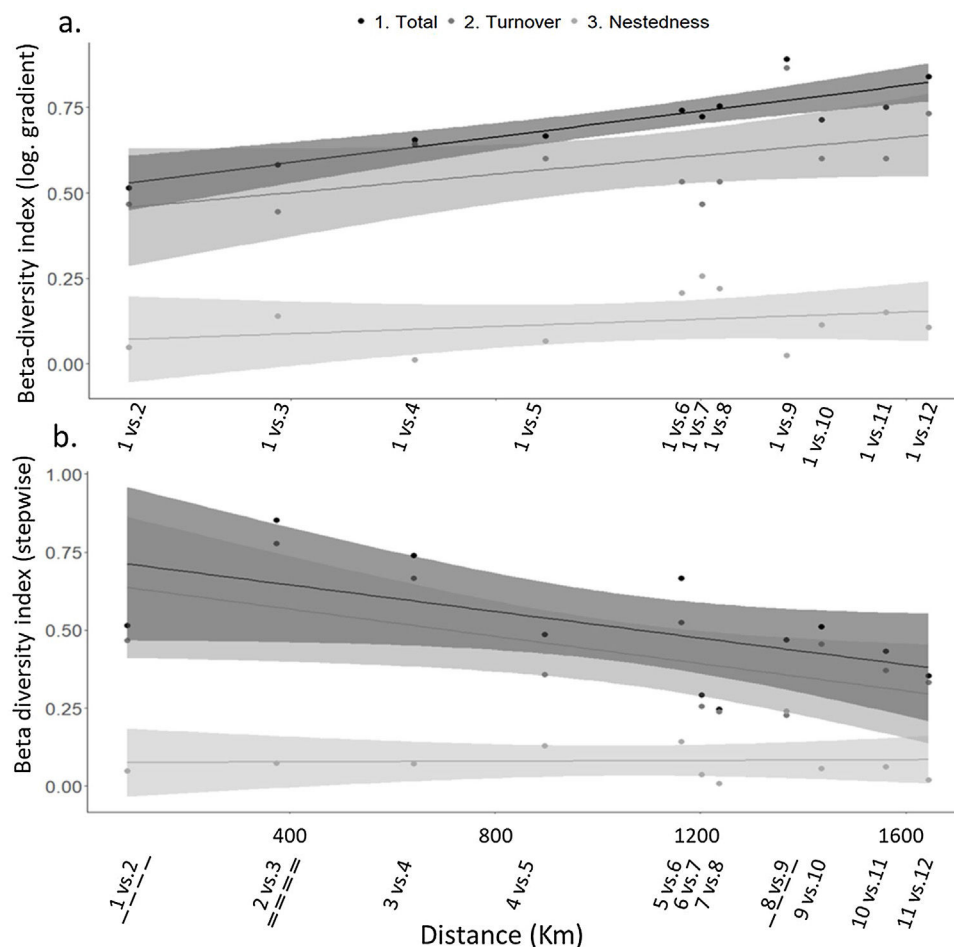 a.
1. Total 2. Turnover 3. Nestedness
Beta-diversity index (log. gradient)
0.75
0.50
0.25
0.00
1 vs.2
1 vs.3
1 vs.4
1 vs.5
1 vs.6
1 vs.7
1 vs.8
1 vs.9
1 vs.10
1 vs.11
1 vs.12
b.
Beta diversity index (stepwise)
1.00
0.75
0.50
0.25
0.00
400 800 1200 1600
1 vs.2
2 vs.3
3 vs.4
4 vs.5
5 vs.6
6 vs.7
7 vs.8
8 vs.9
9 vs.10
10 vs.11
11 vs.12
Distance (Km)